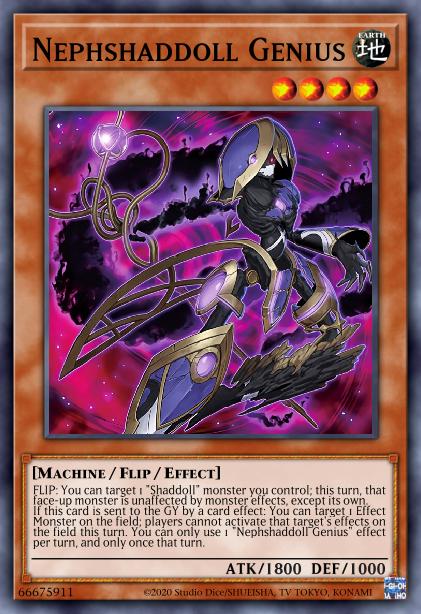 NEPHSHADDOLL GENIUS
EARTH
地
[MACHINE / FLIP / EFFECT]
FLIP: You can target 1 "Shaddoll" monster you control; this turn, that
face-up monster is unaffected by monster effects, except its own.
If this card is sent to the GY by a card effect: You can target 1 Effect
Monster on the field; players cannot activate that target's effects on
the field this turn. You can only use 1 "Nephshaddoll Genius" effect
per turn, and only once that turn.
ATK/1800 DEF/1000
66675911 ©2020 Studio Dice/SHUEISHA, TV TOKYO, KONAMI